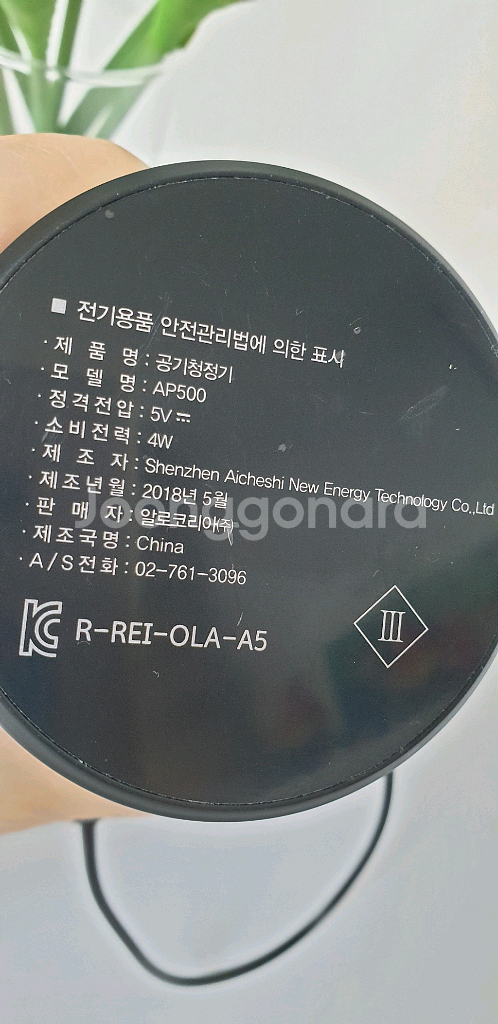 ■ 전기용품 안전관리법에 의한 표시
· 제 품 명 : 공기청정기
· 모 델 명 : AP500
· 정격전압 : 5V ⎓
· 소비전력 : 4W
· 제 조 자 : Shenzhen Aicheshi New Energy Technology Co.,Ltd
· 제조년월 : 2018년 5월
· 판 매 자 : 알로코리아(주)
· 제조국명 : China
· A/S전화 : 02-761-3096
R-REI-OLA-A5
III
Joonggonara